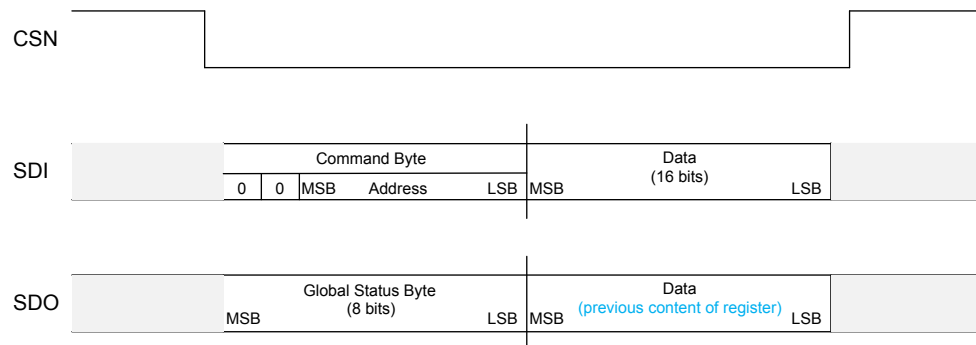 CSN
SDI
Command Byte
0 0 MSB Address LSB
Data
(16 bits)
MSB LSB
SDO
Global Status Byte
(8 bits)
MSB LSB
Data
(previous content of register)
MSB LSB